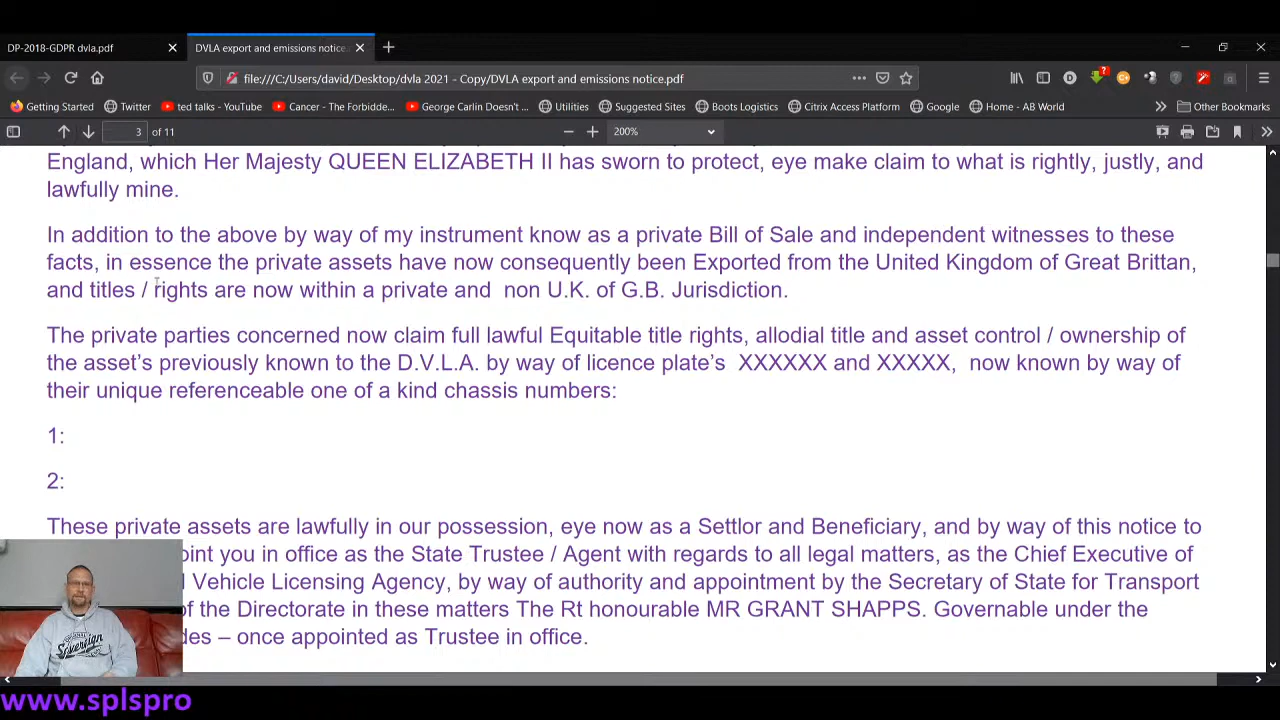 DP-2018-GDPR dvla.pdf
DVLA export and emissions notice
file:///C:/Users/david/Desktop/dvla 2021 - Copy/DVLA export and emissions notice.pdf
Getting Started Twitter ted talks - YouTube Cancer - The Forbidde... George Carlin Doesn't ... Utilities Suggested Sites Boots Logistics Citrix Access Platform Google Home - AB World Other Bookmarks
3 of 11 200%
England, which Her Majesty QUEEN ELIZABETH II has sworn to protect, eye make claim to what is rightly, justly, and
lawfully mine.
In addition to the above by way of my instrument know as a private Bill of Sale and independent witnesses to these
facts, in essence the private assets have now consequently been Exported from the United Kingdom of Great Brittan,
and titles / rights are now within a private and non U.K. of G.B. Jurisdiction.
The private parties concerned now claim full lawful Equitable title rights, allodial title and asset control / ownership of
the asset's previously known to the D.V.L.A. by way of licence plate's XXXXXX and XXXXX, now known by way of
their unique referenceable one of a kind chassis numbers:
1:
2:
These private assets are lawfully in our possession, eye now as a Settlor and Beneficiary, and by way of this notice to
point you in office as the State Trustee / Agent with regards to all legal matters, as the Chief Executive of
Vehicle Licensing Agency, by way of authority and appointment by the Secretary of State for Transport
of the Directorate in these matters The Rt honourable MR GRANT SHAPPS. Governable under the
des – once appointed as Trustee in office.
Sovereign
www.splspro